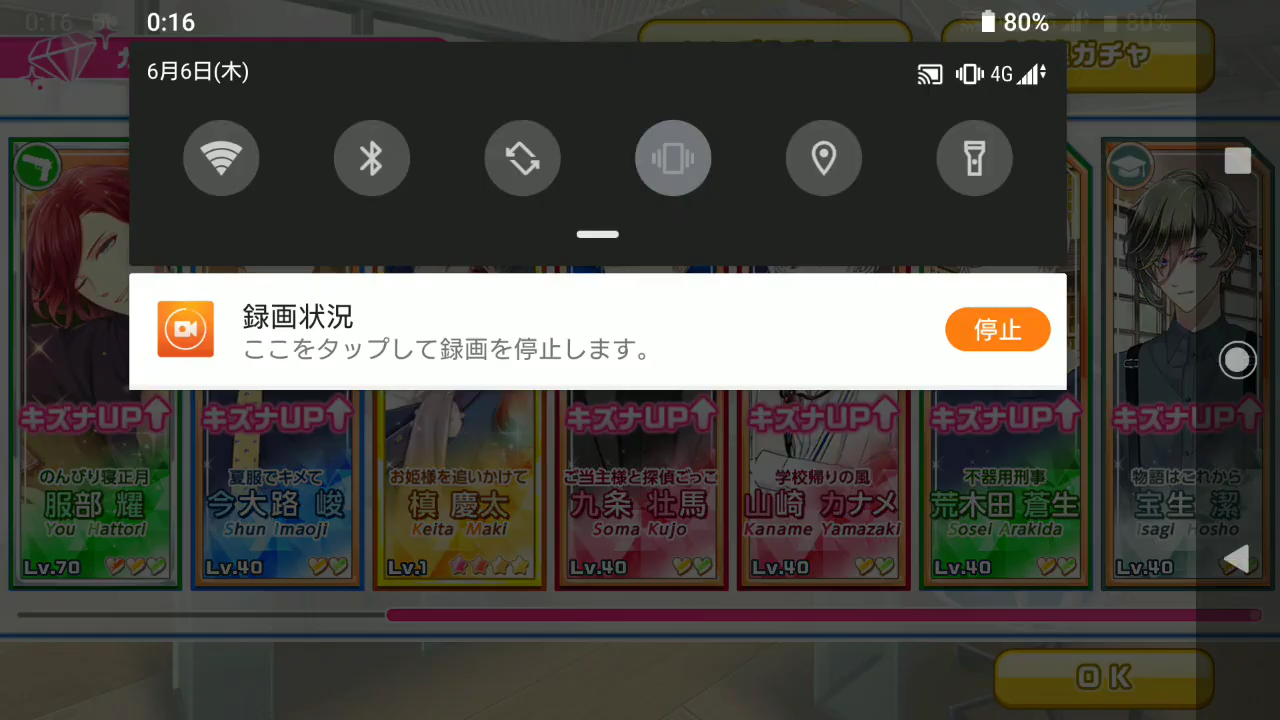 0:16
80%
6月6日(木)
4G
ガチャ
録画状況
ここをタップして録画を停止します。
停止
キズナUP
キズナUP
キズナUP
キズナUP
キズナUP
キズナUP
のんびり寝正月
服部 耀
You Hattori
Lv.70
夏服でキメて
今大路 峻
Shun Imaoji
Lv.40
お姫様を追いかけて
槙 慶太
Keita Maki
Lv.1
ご当主様と探偵ごっこ
九条 壮馬
Soma Kujo
Lv.40
学校帰りの風
山崎 カナメ
Kaname Yamazaki
Lv.40
不器用刑事
荒木田 蒼生
Sosei Arakida
Lv.40
物語はこれから
宝生 潔
Isagi Hosho
Lv.40
OK